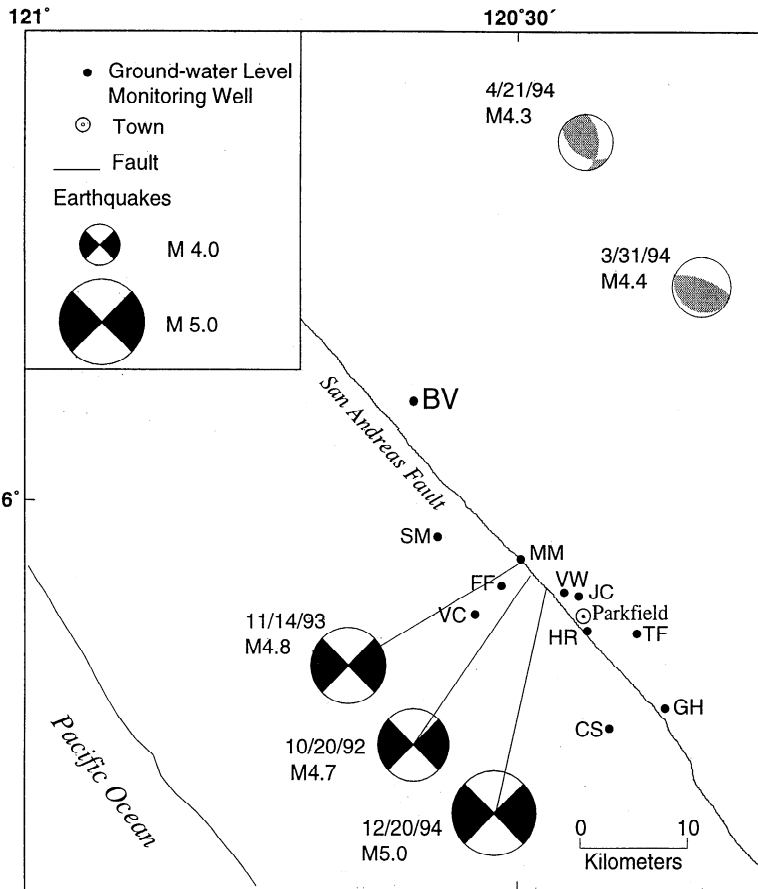 121°
120°30´
Ground-water Level
Monitoring Well
Town
Fault
Earthquakes
M 4.0
M 5.0
4/21/94
M4.3
3/31/94
M4.4
BV
San Andreas Fault
6°
SM
MM
FF
VW
JC
VC
Parkfield
HR
TF
11/14/93
M4.8
GH
CS
10/20/92
M4.7
Pacific Ocean
12/20/94
M5.0
0 10
Kilometers